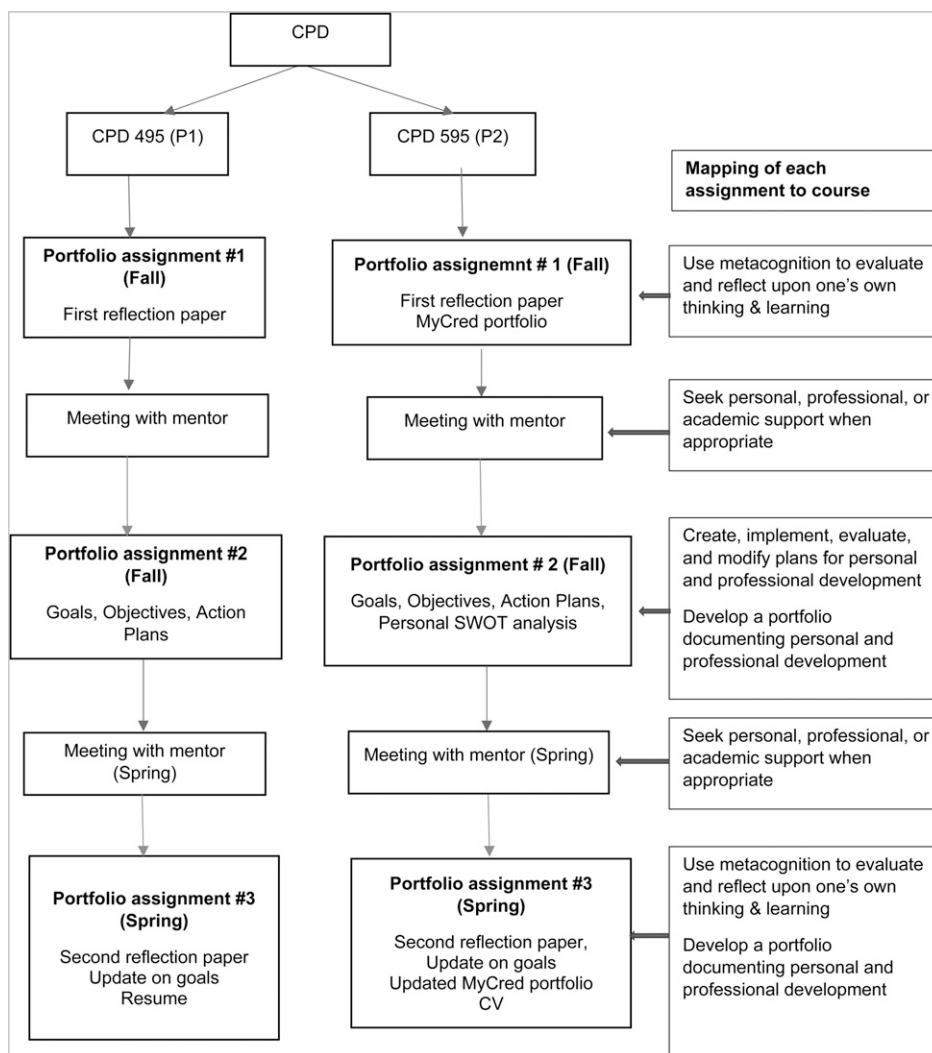 CPD
CPD 495 (P1)
CPD 595 (P2)
Mapping of each
assignment to course
Portfolio assignment #1
(Fall)
First reflection paper
Portfolio assignemnt # 1 (Fall)
First reflection paper
MyCred portfolio
Use metacognition to evaluate
and reflect upon one’s own
thinking & learning
Meeting with mentor
Meeting with mentor
Seek personal, professional, or
academic support when
appropriate
Portfolio assignment #2
(Fall)
Goals, Objectives, Action
Plans
Portfolio assignment # 2 (Fall)
Goals, Objectives, Action Plans,
Personal SWOT analysis
Create, implement, evaluate,
and modify plans for personal
and professional development
Develop a portfolio
documenting personal and
professional development
Meeting with mentor
(Spring)
Meeting with mentor (Spring)
Seek personal, professional, or
academic support when
appropriate
Portfolio assignment #3
(Spring)
Second reflection paper
Update on goals
Resume
Portfolio assignment #3
(Spring)
Second reflection paper,
Update on goals
Updated MyCred portfolio
CV
Use metacognition to evaluate
and reflect upon one’s own
thinking & learning
Develop a portfolio
documenting personal and
professional development